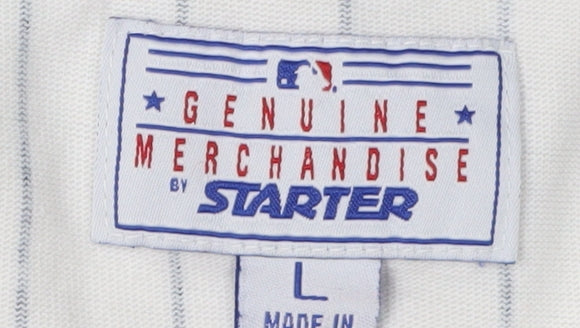 GENUINE
MERCHANDISE
BY STARTER
L
MADE IN